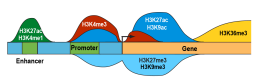 H3K27ac
H3K4me1
H3K4me3
H3K27ac
H3K9ac
H3K36me3
Enhancer
Promoter
Gene
H3K27me3
H3K9me3